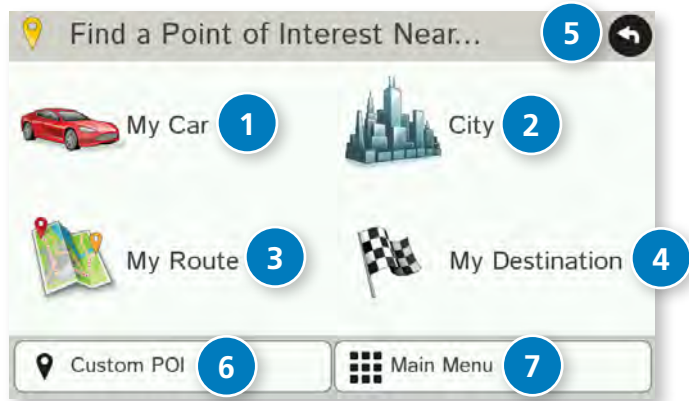 Find a Point of Interest Near... 5
My Car 1
City 2
My Route 3
My Destination 4
Custom POI 6
Main Menu 7